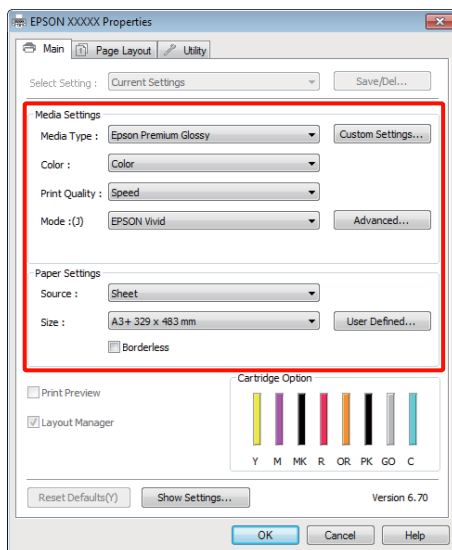 EPSON XXXXX Properties
Main Page Layout Utility
Select Setting : Current Settings Save/Del...
Media Settings
Media Type : Epson Premium Glossy Custom Settings...
Color : Color
Print Quality : Speed
Mode :(J) EPSON Vivid Advanced...
Paper Settings
Source : Sheet
Size : A3+ 329 x 483 mm User Defined...
Borderless
Print Preview
Layout Manager
Cartridge Option
Y M MK R OR PK GO C
Reset Defaults(Y) Show Settings... Version 6.70
OK Cancel Help